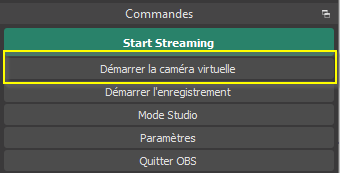 Commandes
Start Streaming
Démarrer la caméra virtuelle
Démarrer l'enregistrement
Mode Studio
Paramètres
Quitter OBS